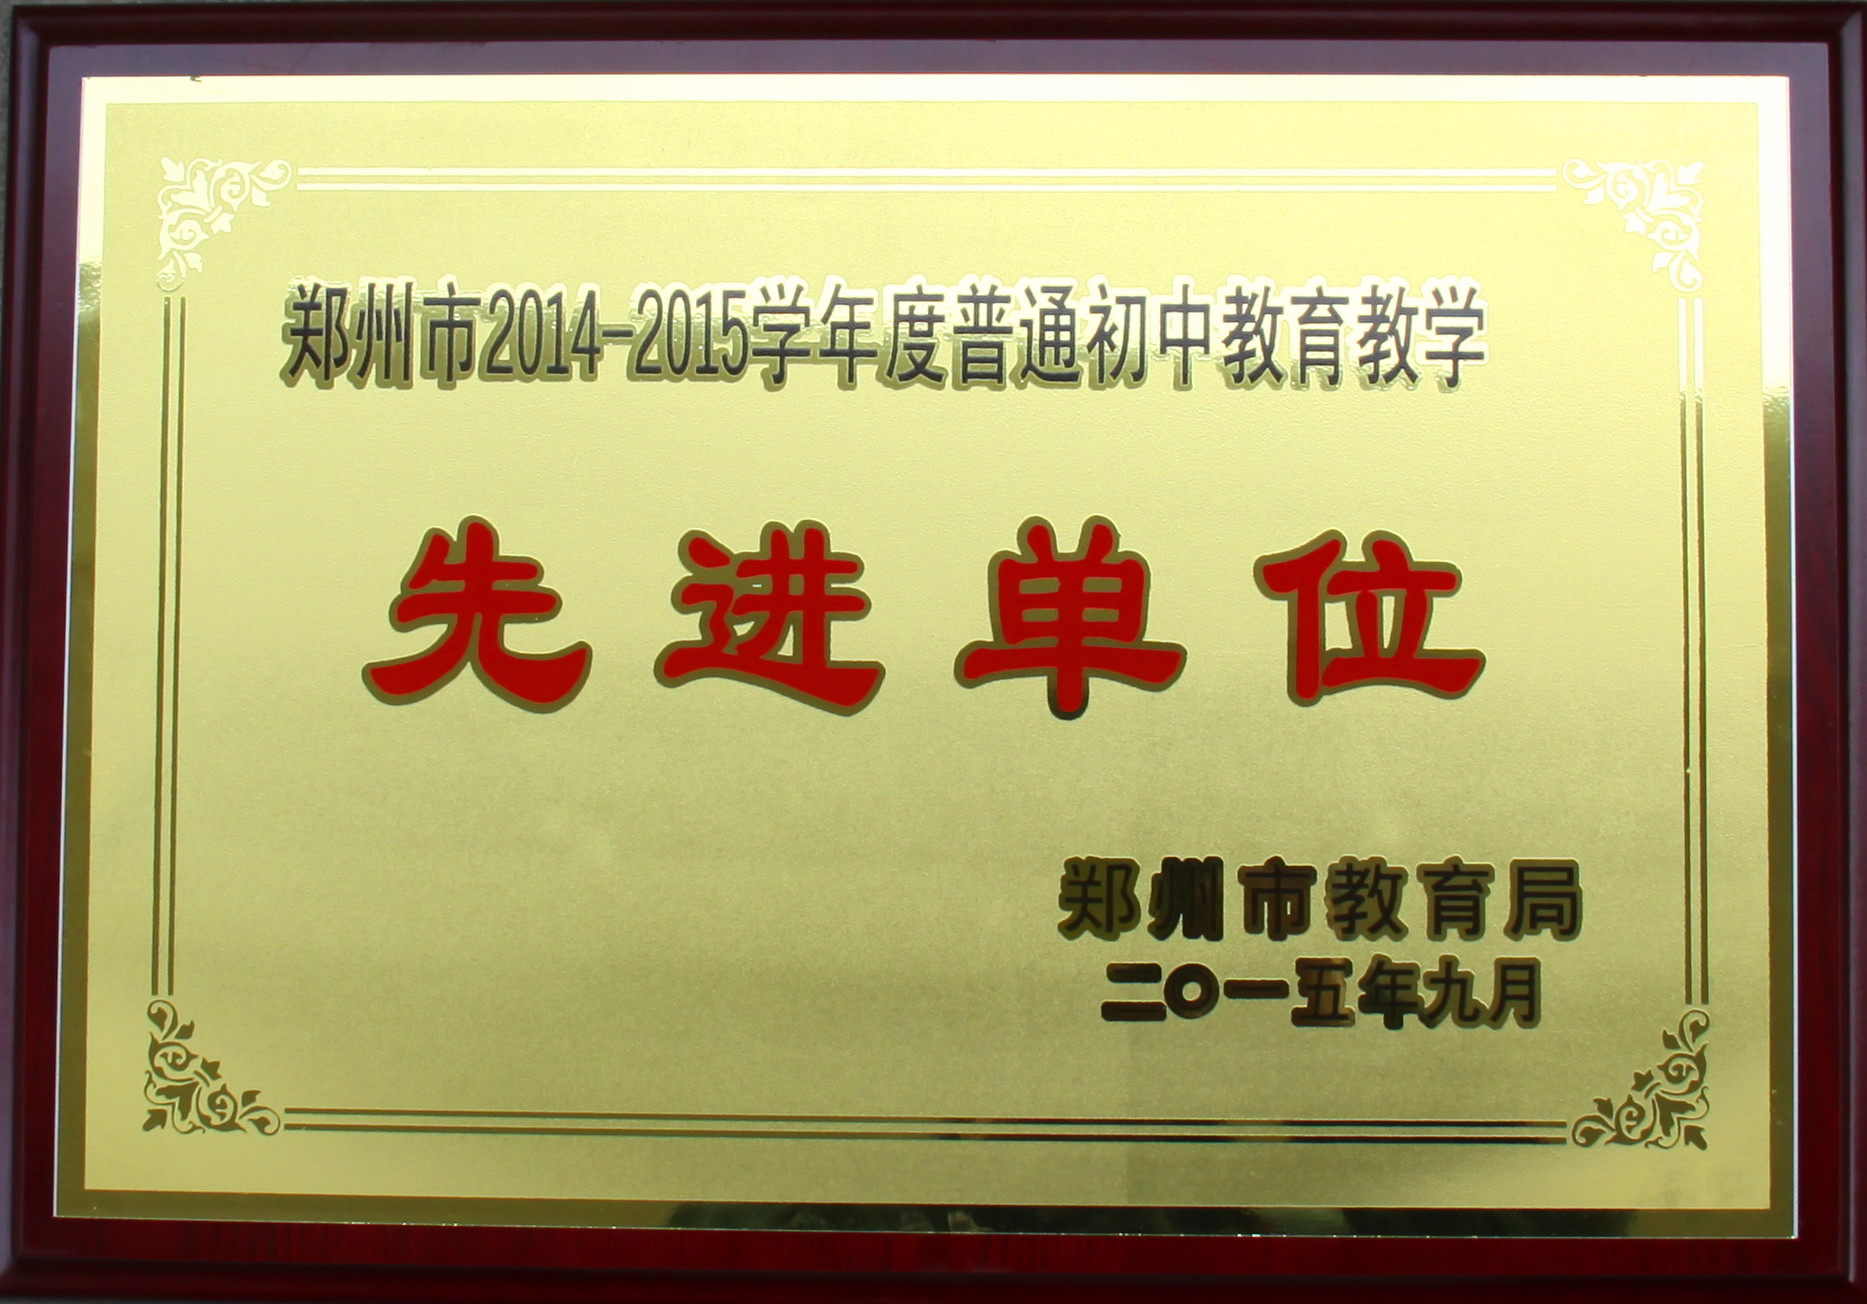 郑州市2014-2015学年度普通初中教育教学
先进单位
郑州市教育局
二〇一五年九月